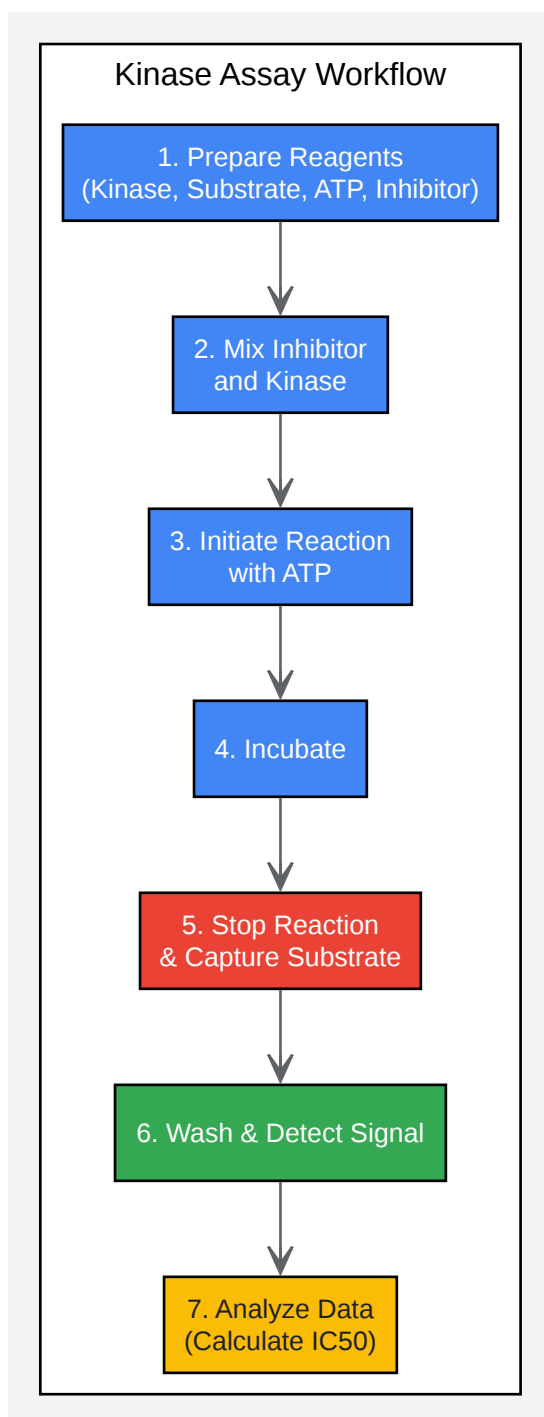 Kinase Assay Workflow
1. Prepare Reagents
(Kinase, Substrate, ATP, Inhibitor)
2. Mix Inhibitor
and Kinase
3. Initiate Reaction
with ATP
4. Incubate
5. Stop Reaction
& Capture Substrate
6. Wash & Detect Signal
7. Analyze Data
(Calculate IC50)